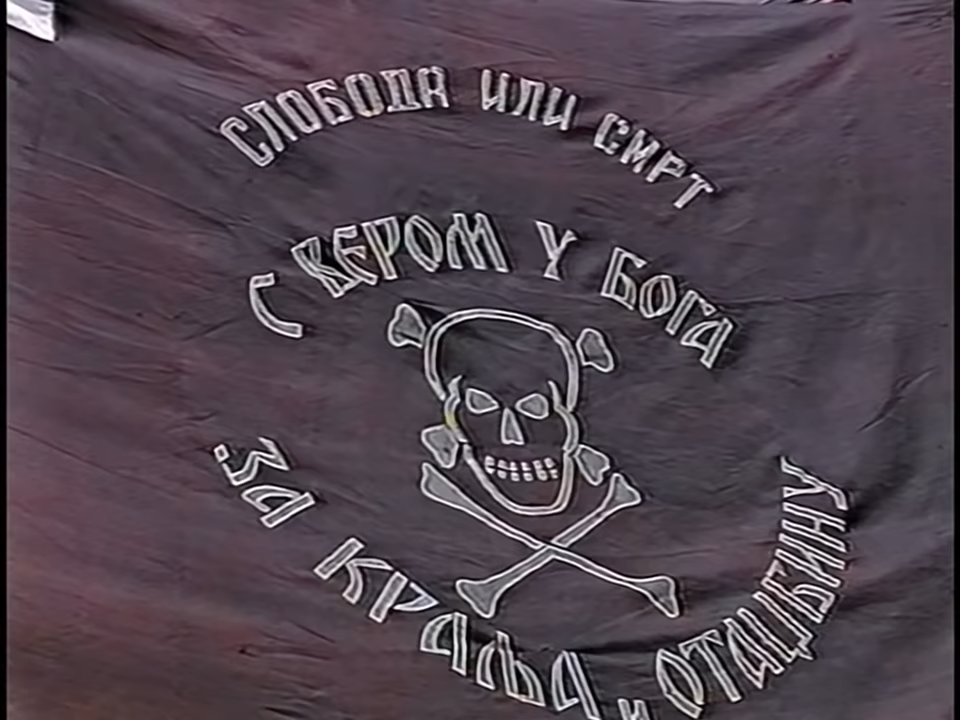 СЛОБОДА ИЛИ СМРТ
С ВЕРОМ У БОГА
ЗА КРАЉА И ОТАЏБИНУ